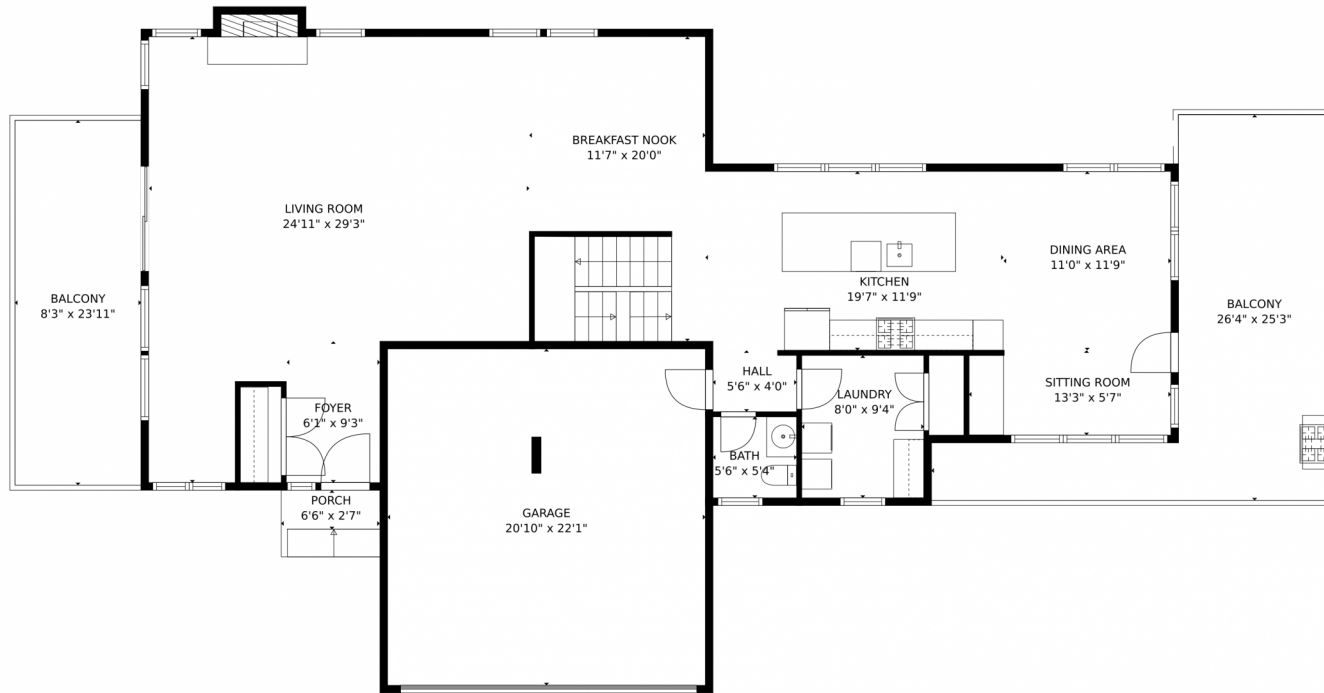 BREAKFAST NOOK
11'7" x 20'0"
LIVING ROOM
24'11" x 29'3"
DINING AREA
11'0" x 11'9"
KITCHEN
19'7" x 11'9"
BALCONY
8'3" x 23'11"
BALCONY
26'4" x 25'3"
HALL
5'6" x 4'0"
SITTING ROOM
13'3" x 5'7"
LAUNDRY
8'0" x 9'4"
FOYER
6'1" x 9'3"
BATH
5'6" x 5'4"
PORCH
6'6" x 2'7"
GARAGE
20'10" x 22'1"